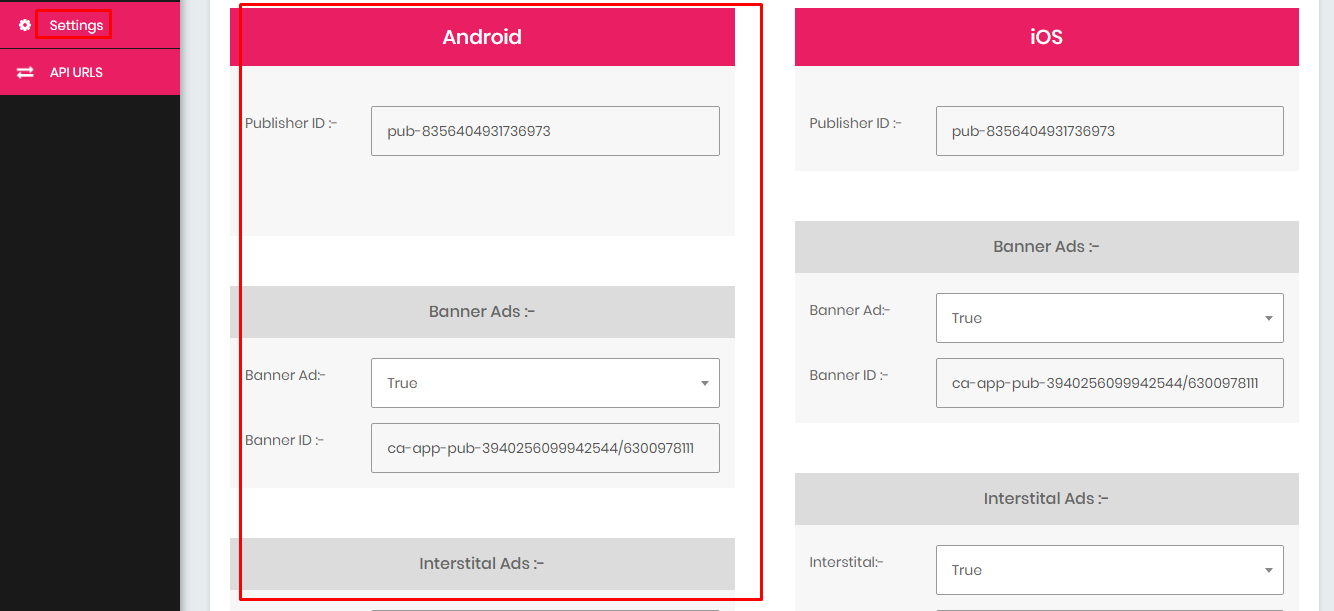 Settings
API URLS
Android
Publisher ID :-
pub-8356404931736973
Banner Ads :-
Banner Ad:-
True
Banner ID :-
ca-app-pub-3940256099942544/6300978111
Interstital Ads :-
iOS
Publisher ID :-
pub-8356404931736973
Banner Ads :-
Banner Ad:-
True
Banner ID :-
ca-app-pub-3940256099942544/6300978111
Interstital Ads :-
Interstital:-
True